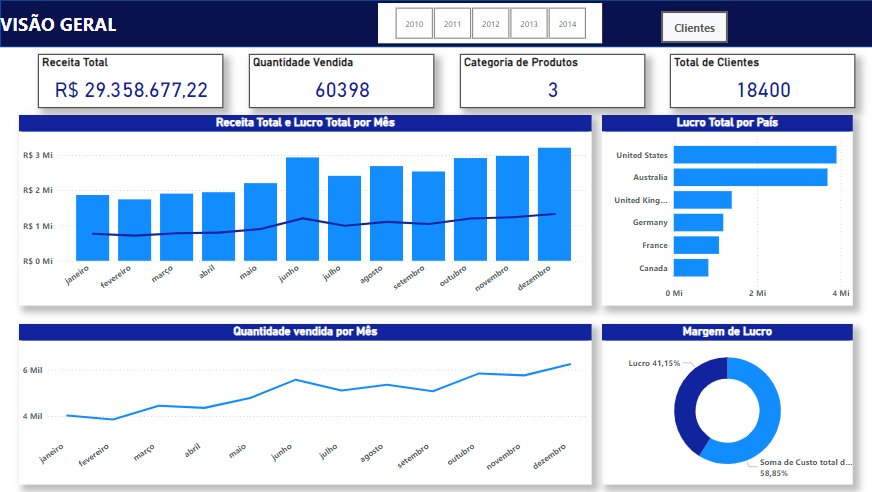 VISÃO GERAL
2010
2011
2012
2013
2014
Clientes
Receita Total
R$ 29.358.677,22
Quantidade Vendida
60398
Categoria de Produtos
3
Total de Clientes
18400
Receita Total e Lucro Total por Mês
R$ 3 Mi
R$ 2 Mi
R$ 1 Mi
R$ 0 Mi
janeiro
fevereiro
março
abril
maio
junho
julho
agosto
setembro
outubro
novembro
dezembro
Lucro Total por País
United States
Australia
United King...
Germany
France
Canada
0 Mi
2 Mi
4 Mi
Quantidade vendida por Mês
6 Mil
4 Mil
janeiro
fevereiro
março
abril
maio
junho
julho
agosto
setembro
outubro
novembro
dezembro
Margem de Lucro
Lucro 41,15%
Soma de Custo total d...
58,85%